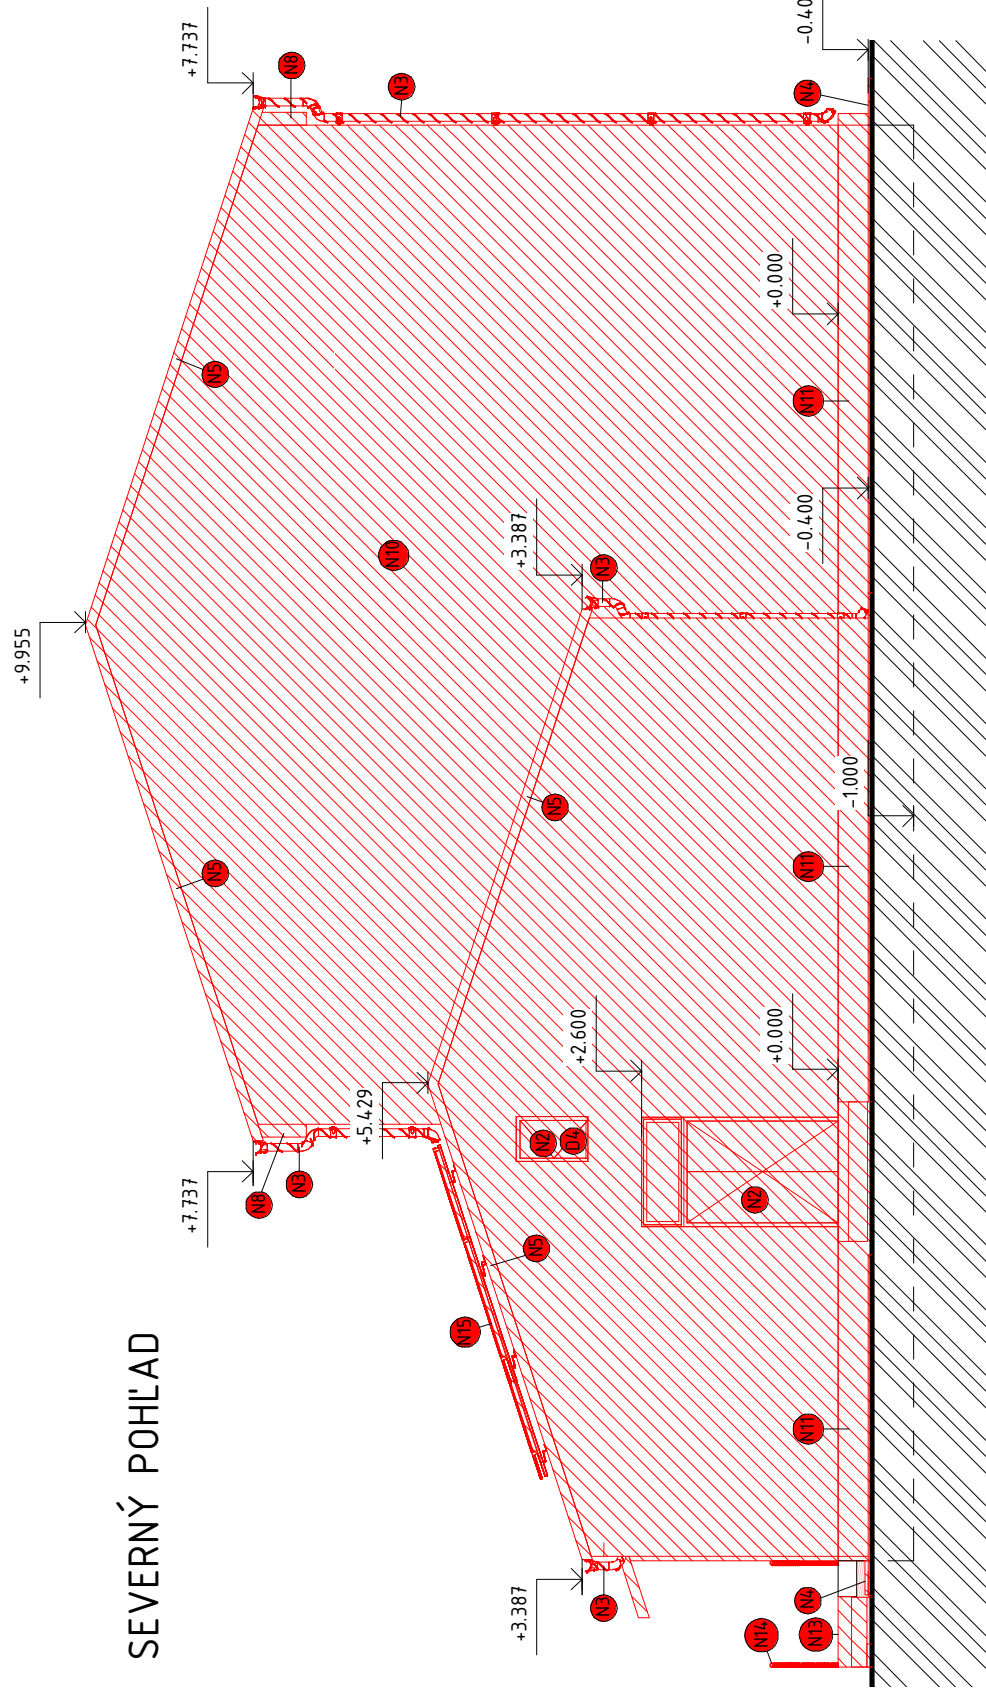 +9.955
SEVERNÝ POHĽAD
+7.737
+7.737
N5
N5
N8
N8
N3
+5.429
N10
N3
N15
+3.387
+3.387
N5
N2
N5
D4
+2.600
N3
N3
N2
N14
+0.000
+0.000
N13
N4
N11
N11
-0.400
N11
N4
-0.40
-1.000